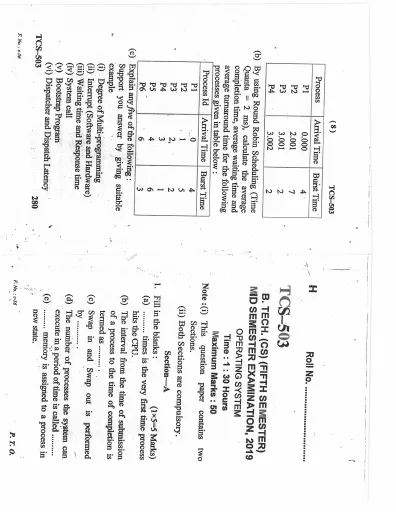 H
Roll No. ..............................
TCS–503
B. TECH. (CS) (FIFTH SEMESTER)
MID SEMESTER EXAMINATION, 2019
OPERATING SYSTEM
Time : 1 : 30 Hours
Maximum Marks : 50
Note : (i) This question paper contains two
Sections.
(ii) Both Sections are compulsory.
Section—A
1. Fill in the blanks : (1×5=5 Marks)
(a) .......... times is the very first time process
hits the CPU.
(b) The interval from the time of submission
of a process to the time of completion is
termed as ..........
(c) Swap in and Swap out is performed
by ..........
(d) The number of processes the system can
execute in a period of time is called ..........
(e) .......... memory is assigned to a process in
new state.
P. T. O.
( 8 ) TCS–503
Process Arrival Time Burst Time
P1 0.000 4
P2 2.001 7
P3 3.001 2
P4 3.002 2
(b) By using Round Robin Scheduling (Time
Quanta = 2 ms), calculate the average
completion time, average waiting time and
average turnaround time for the following
processes given in table below :
Process Id Arrival Time Burst Time
P1 0 4
P2 1 5
P3 2 2
P4 3 1
P5 4 6
P6 6 3
(c) Explain any five of the following :
Support you answer by giving suitable
example
(i) Degree of Multi-programming
(ii) Interrupt (Software and Hardware)
(iii) Waiting time and Response time
(iv) System call
(v) Bootstrap Program
(vi) Dispatcher and Dispatch Latency
TCS–503 280